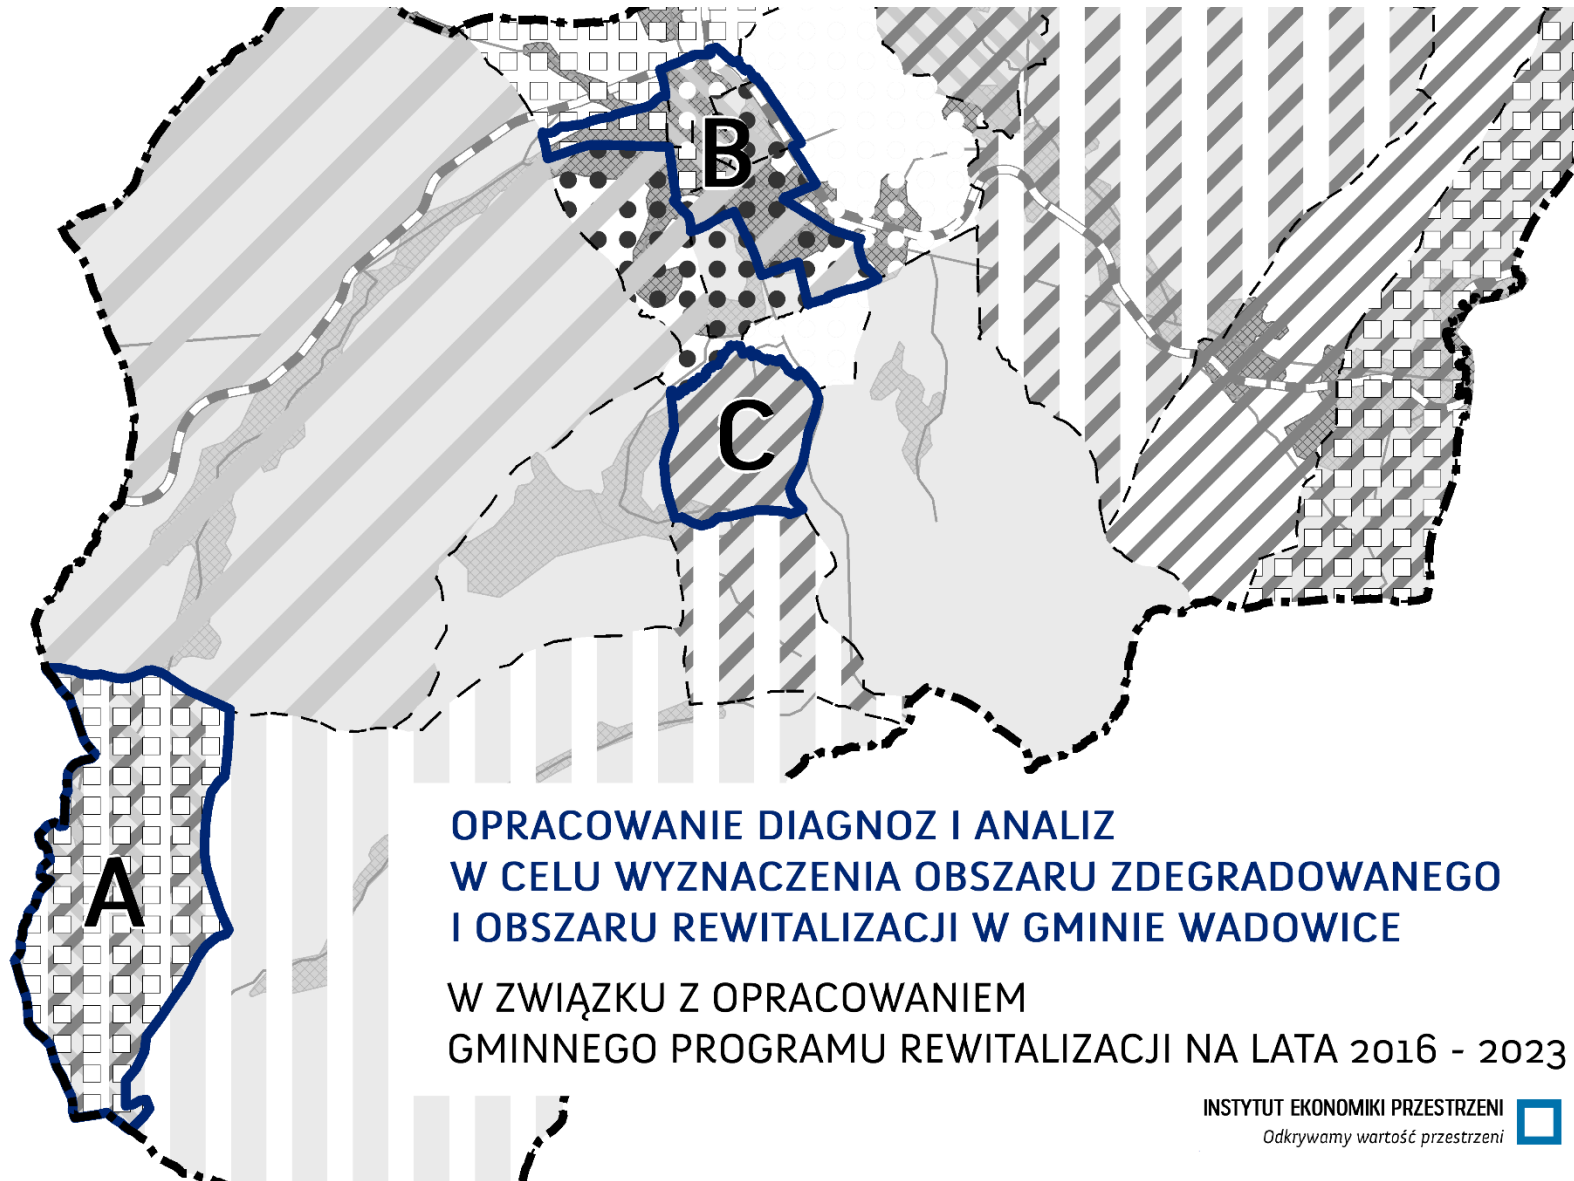 B
C
A
OPRACOWANIE DIAGNOZ I ANALIZ
W CELU WYZNACZENIA OBSZARU ZDEGRADOWANEGO
I OBSZARU REWITALIZACJI W GMINIE WADOWICE
W ZWIĄZKU Z OPRACOWANIEM
GMINNEGO PROGRAMU REWITALIZACJI NA LATA 2016 - 2023
INSTYTUT EKONOMIKI PRZESTRZENI
Odkrywamy wartość przestrzeni